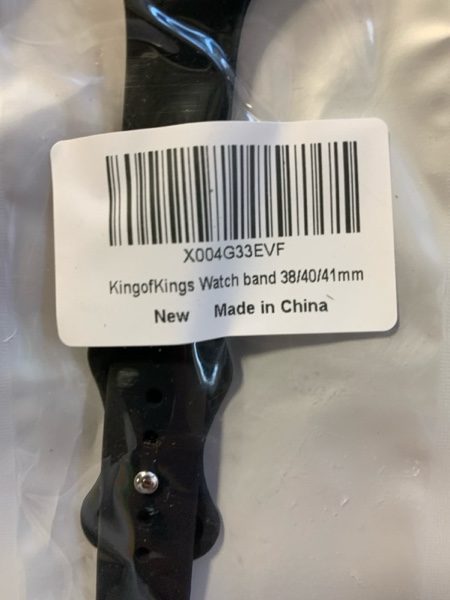 X004G33EVF
KingofKings Watch band 38/40/41mm
New Made in China